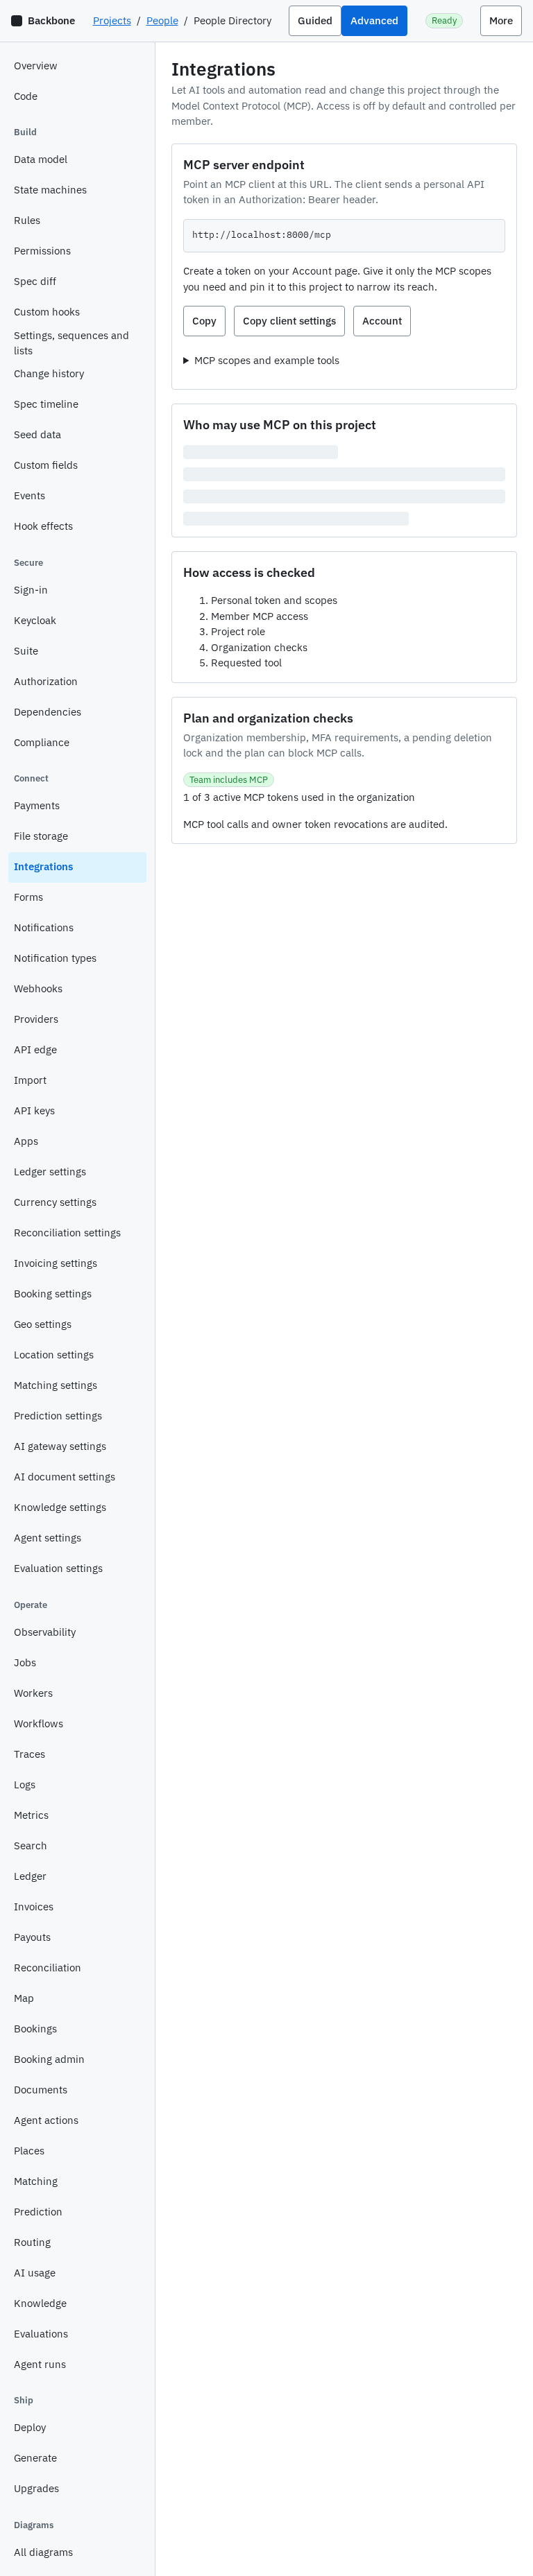 Backbone
Projects / People / People Directory
Guided
Advanced
Ready
More
Overview
Code
Build
Data model
State machines
Rules
Permissions
Spec diff
Custom hooks
Settings, sequences and
lists
Change history
Spec timeline
Seed data
Custom fields
Events
Hook effects
Secure
Sign-in
Keycloak
Suite
Authorization
Dependencies
Compliance
Connect
Payments
File storage
Integrations
Forms
Notifications
Notification types
Webhooks
Providers
API edge
Import
API keys
Apps
Ledger settings
Currency settings
Reconciliation settings
Invoicing settings
Booking settings
Geo settings
Location settings
Matching settings
Prediction settings
AI gateway settings
AI document settings
Knowledge settings
Agent settings
Evaluation settings
Operate
Observability
Jobs
Workers
Workflows
Traces
Logs
Metrics
Search
Ledger
Invoices
Payouts
Reconciliation
Map
Bookings
Booking admin
Documents
Agent actions
Places
Matching
Prediction
Routing
AI usage
Knowledge
Evaluations
Agent runs
Ship
Deploy
Generate
Upgrades
Diagrams
All diagrams
Integrations
Let AI tools and automation read and change this project through the
Model Context Protocol (MCP). Access is off by default and controlled per
member.
MCP server endpoint
Point an MCP client at this URL. The client sends a personal API
token in an Authorization: Bearer header.
http://localhost:8000/mcp
Create a token on your Account page. Give it only the MCP scopes
you need and pin it to this project to narrow its reach.
Copy
Copy client settings
Account
MCP scopes and example tools
Who may use MCP on this project
How access is checked
1. Personal token and scopes
2. Member MCP access
3. Project role
4. Organization checks
5. Requested tool
Plan and organization checks
Organization membership, MFA requirements, a pending deletion
lock and the plan can block MCP calls.
Team includes MCP
1 of 3 active MCP tokens used in the organization
MCP tool calls and owner token revocations are audited.